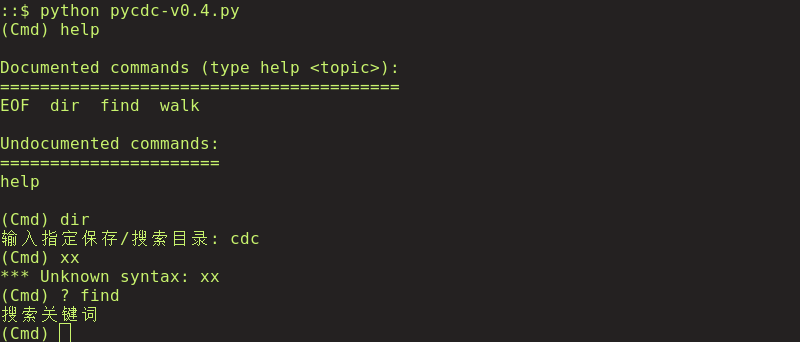 ::$ python pycdc-v0.4.py
(Cmd) help
Documented commands (type help <topic>):
========================================
EOF  dir  find  walk
Undocumented commands:
======================
help
(Cmd) dir
输入指定保存/搜索目录: cdc
(Cmd) xx
*** Unknown syntax: xx
(Cmd) ? find
搜索关键词
(Cmd)